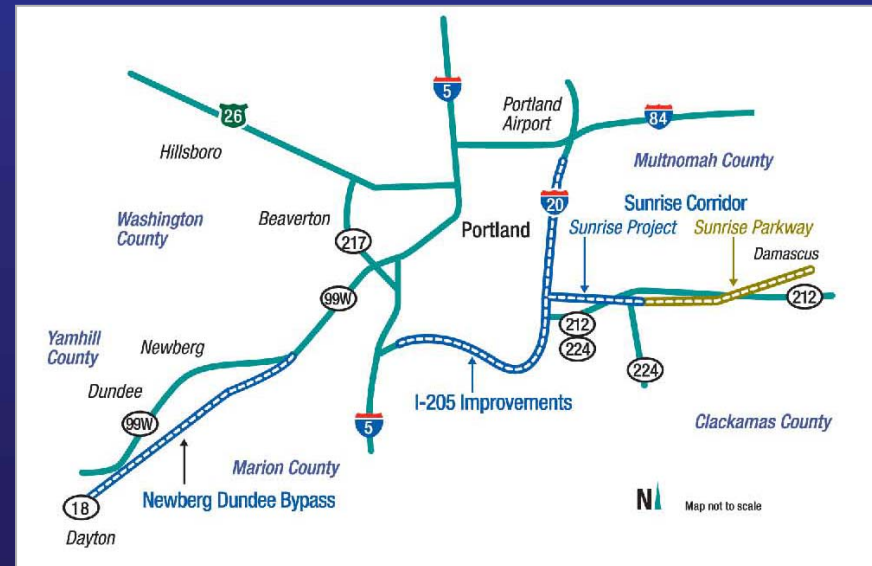 5
Portland
Airport
84
26
Hillsboro
Multnomah County
20
Sunrise Corridor
Washington
County
Beaverton
217
Portland
Sunrise Project
Sunrise Parkway
Damascus
99W
212
212
224
Yamhill
County
Newberg
224
Dundee
I-205 Improvements
99W
5
Clackamas County
Marion County
18
Newberg Dundee Bypass
N
Map not to scale
Dayton